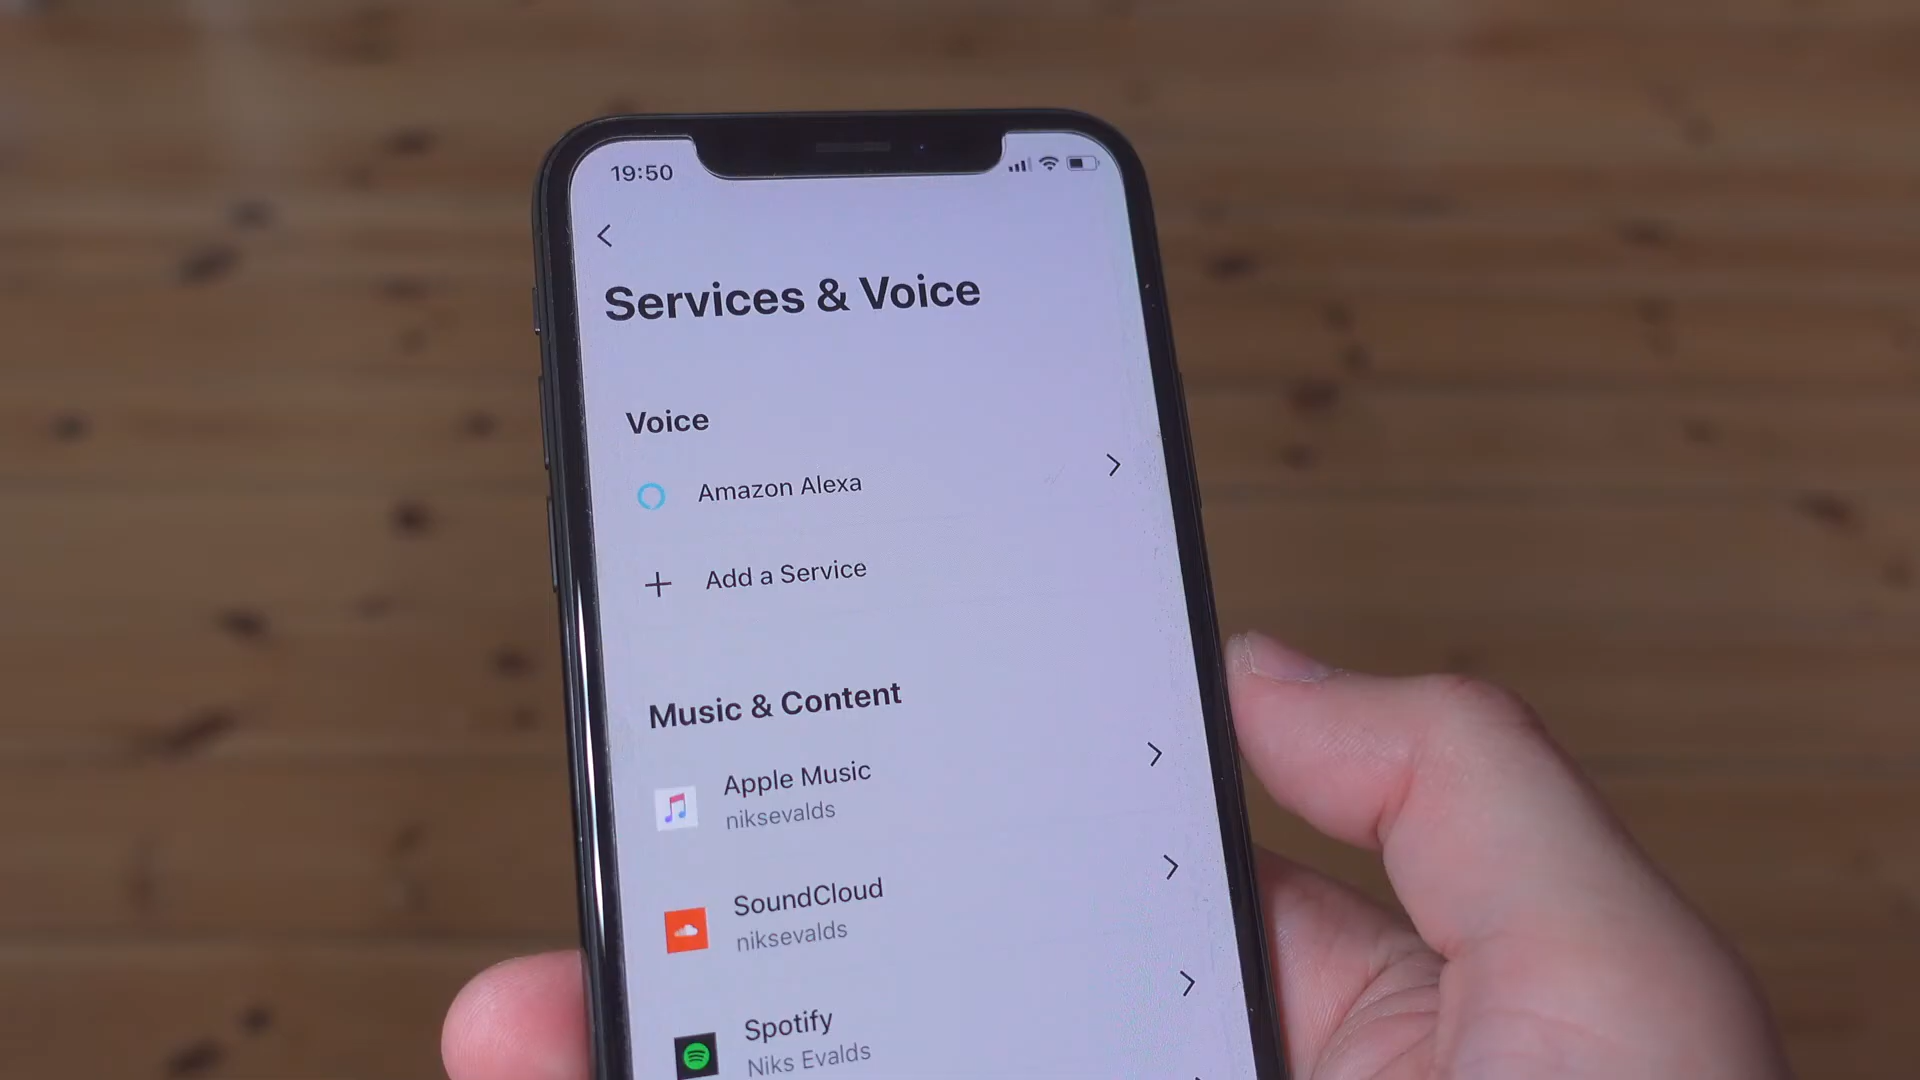 19:50
Services & Voice
Voice
Amazon Alexa
Add a Service
Music & Content
Apple Music
niksevalds
SoundCloud
niksevalds
Spotify
Niks Evalds